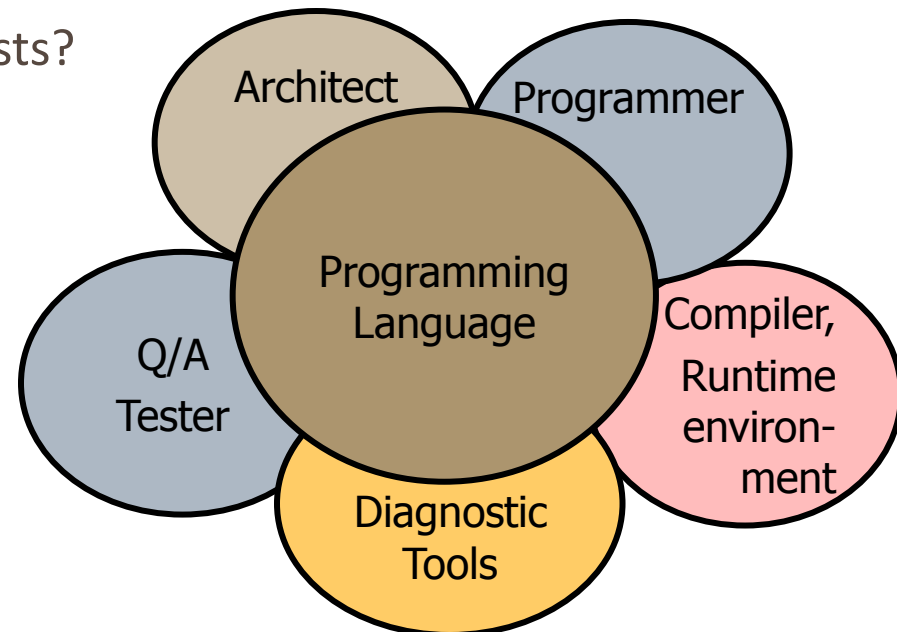 sts?
Architect
Programmer
Programming
Language
Compiler,
Runtime
environ-
ment
Q/A
Tester
Diagnostic
Tools